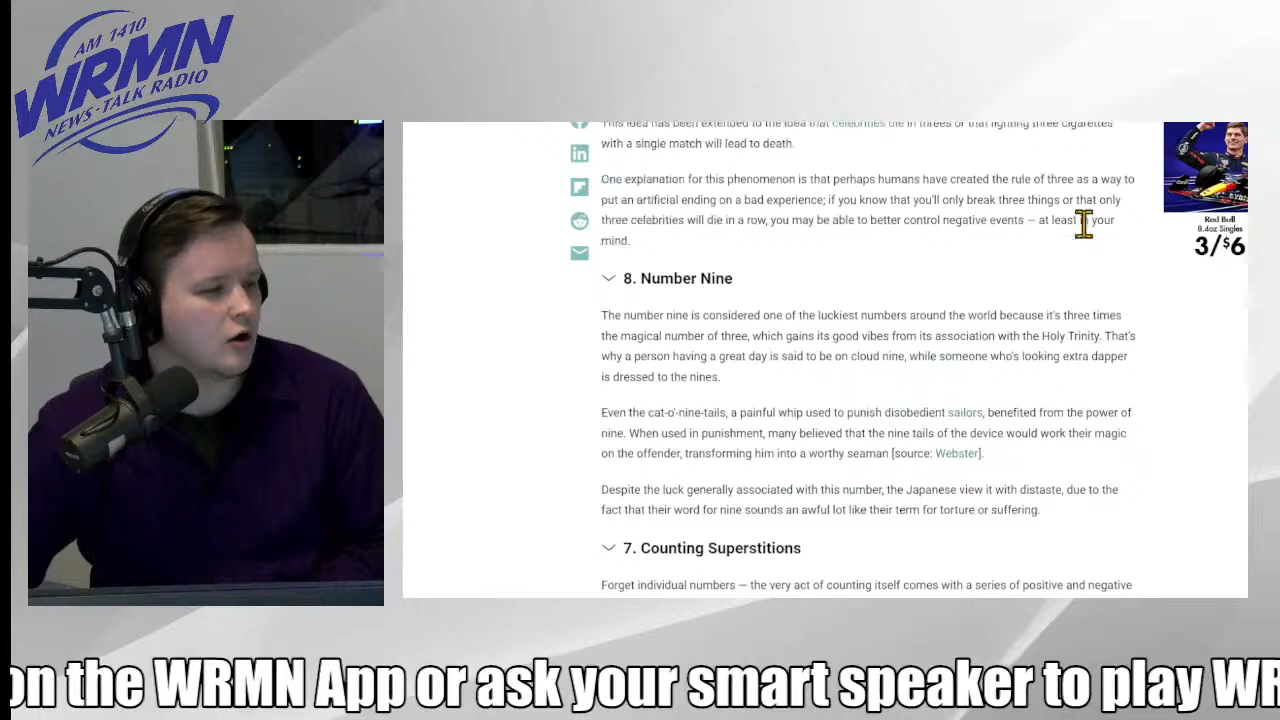 AM 1410
WRMN
NEWS·TALK RADIO
This idea has been extended to the idea that celebrities die in threes or that lighting three cigarettes
with a single match will lead to death.
One explanation for this phenomenon is that perhaps humans have created the rule of three as a way to
put an artificial ending on a bad experience; if you know that you'll only break three things or that only
three celebrities will die in a row, you may be able to better control negative events — at least in your
mind.
8. Number Nine
The number nine is considered one of the luckiest numbers around the world because it's three times
the magical number of three, which gains its good vibes from its association with the Holy Trinity. That's
why a person having a great day is said to be on cloud nine, while someone who's looking extra dapper
is dressed to the nines.
Even the cat-o'-nine-tails, a painful whip used to punish disobedient sailors, benefited from the power of
nine. When used in punishment, many believed that the nine tails of the device would work their magic
on the offender, transforming him into a worthy seaman [source: Webster].
Despite the luck generally associated with this number, the Japanese view it with distaste, due to the
fact that their word for nine sounds an awful lot like their term for torture or suffering.
7. Counting Superstitions
Forget individual numbers — the very act of counting itself comes with a series of positive and negative
Red Bull
8.4oz Singles
3/$6
on the WRMN App or ask your smart speaker to play WR